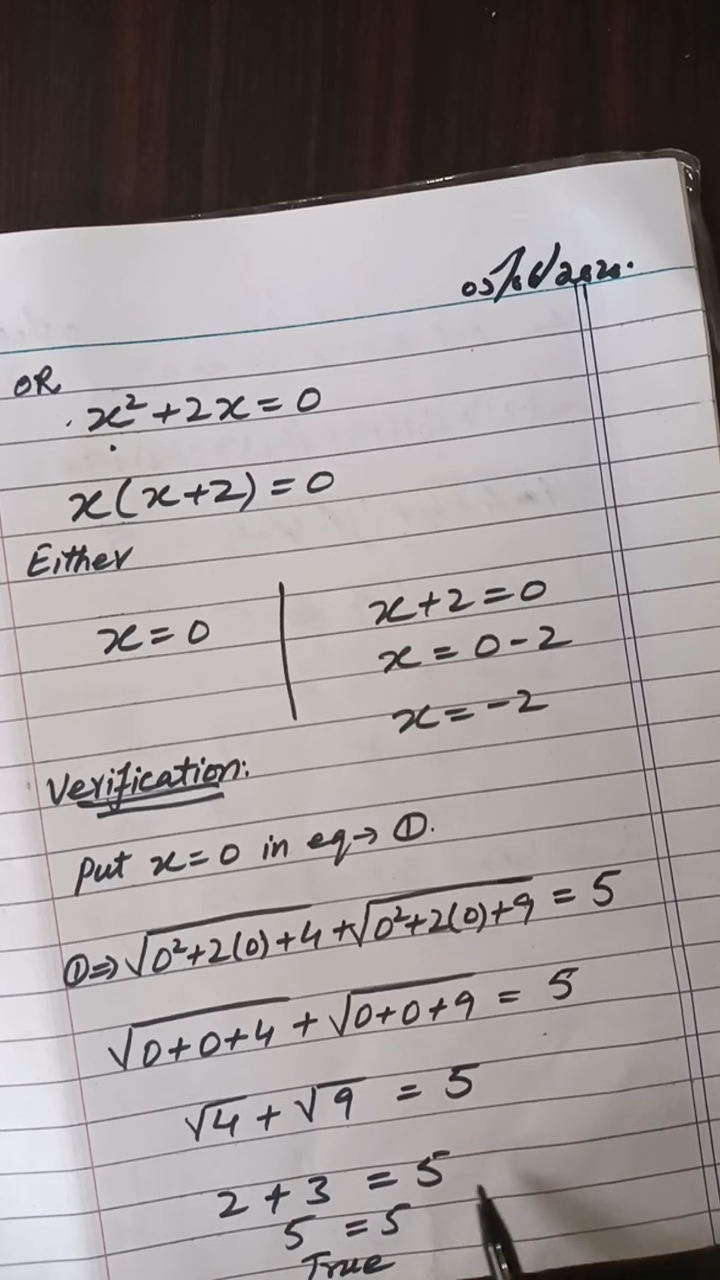 OR
x² + 2x = 0
x(x+2) = 0
Either
x = 0
x + 2 = 0
x = 0 - 2
x = -2
Verification:
Put x = 0 in eq → ①.
① ⇒ √(0²+2(0)+4) + √(0²+2(0)+9) = 5
√(0+0+4) + √(0+0+9) = 5
√4 + √9 = 5
2 + 3 = 5
5 = 5
True